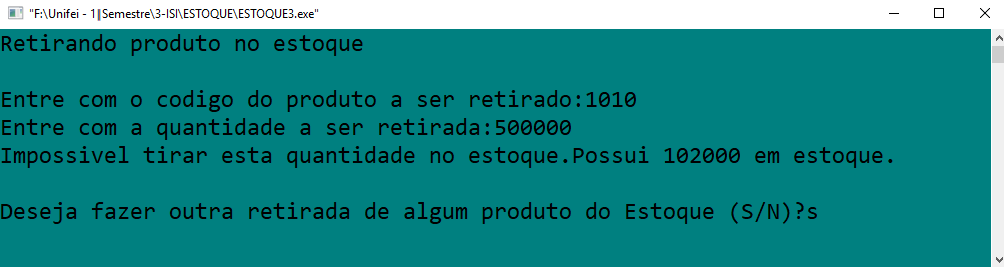 "F:\Unifei - 1║Semestre\3-ISI\ESTOQUE\ESTOQUE3.exe"
Retirando produto no estoque
Entre com o codigo do produto a ser retirado:1010
Entre com a quantidade a ser retirada:500000
Impossivel tirar esta quantidade no estoque.Possui 102000 em estoque.
Deseja fazer outra retirada de algum produto do Estoque (S/N)?s